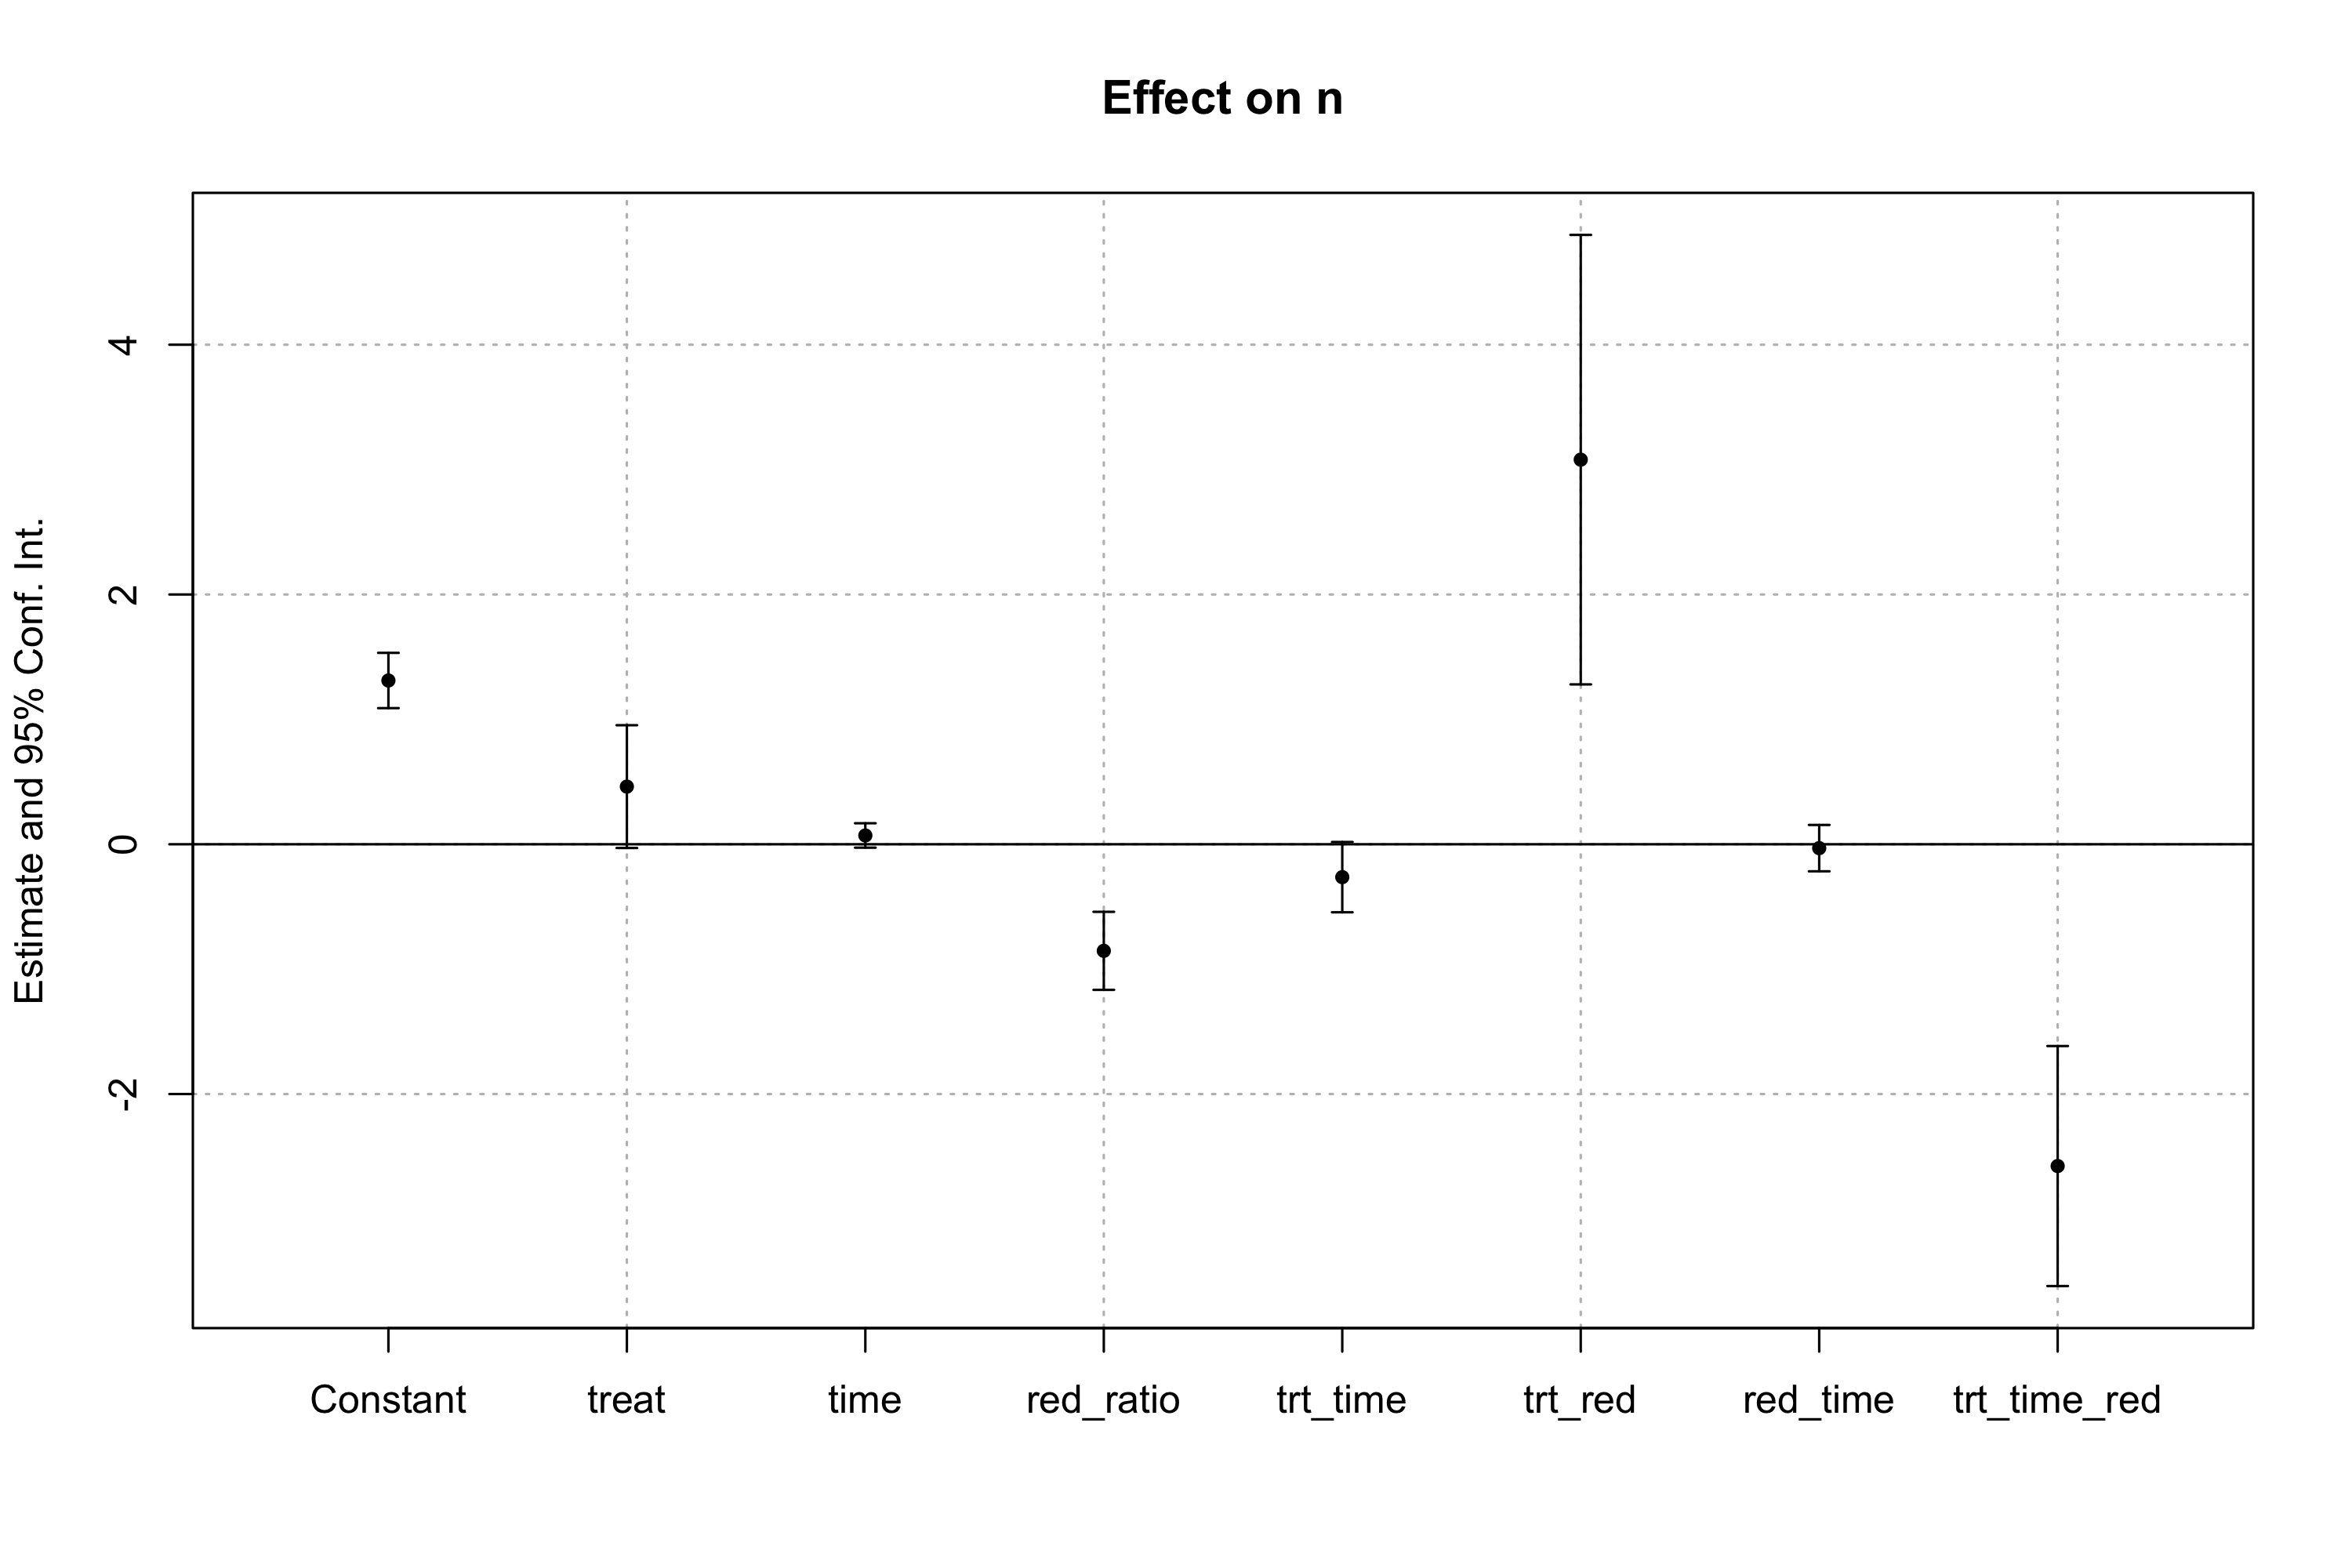 Effect on n
Estimate and 95% Conf. Int.
4
2
0
-2
Constant treat time red_ratio trt_time trt_red red_time trt_time_red